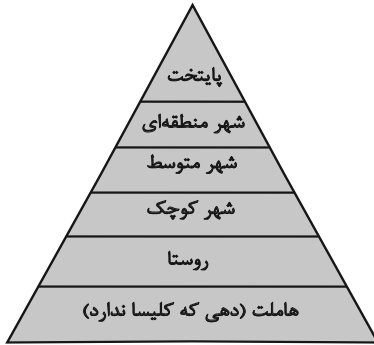 پایتخت
شهر منطقه‌ای
شهر متوسط
شهر کوچک
روستا
هاملت (دهی که کلیسا ندارد)